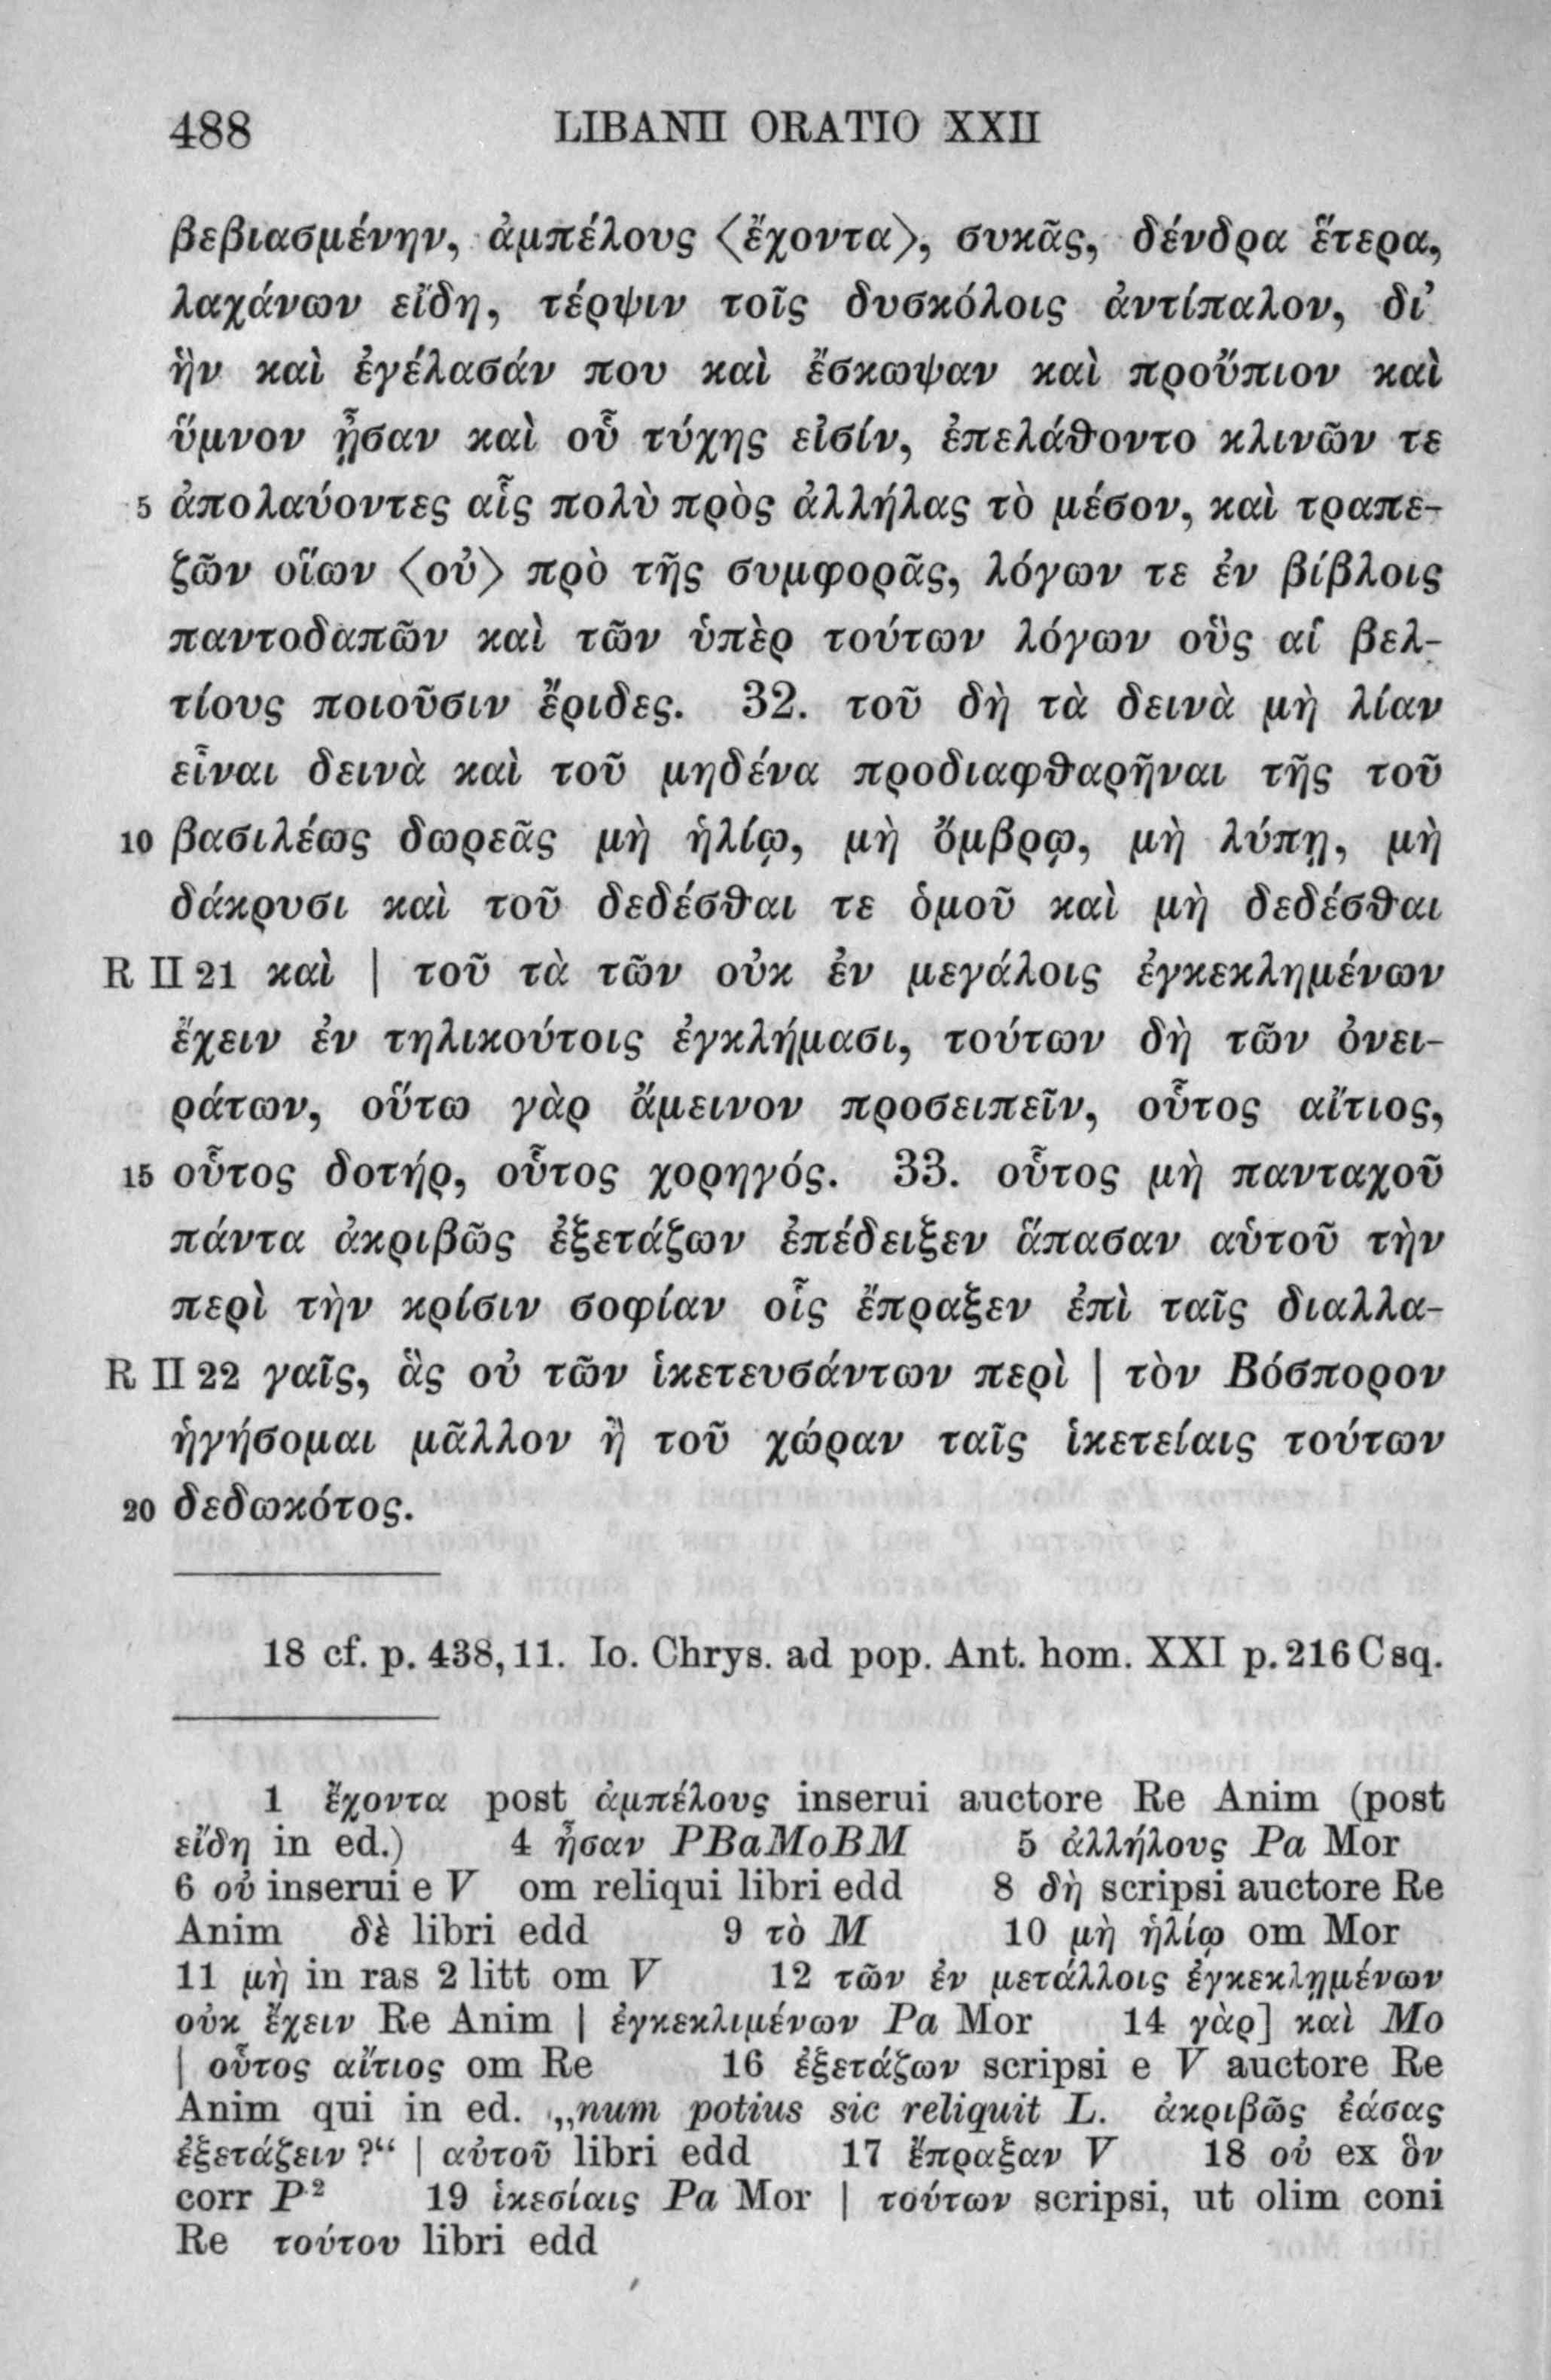 488 LIBANII ORATIO XXII
βεβιασμένην, ἀμπέλους ⟨ἔχοντα⟩, συκᾶς, δένδρα ἕτερα,
λαχάνων εἴδη, τέρψιν τοῖς δυσκόλοις ἀντίπαλον, δι’
ἣν καὶ ἐγέλασάν που καὶ ἔσκωψαν καὶ προὔπιον καὶ
ὕμνον ᾖσαν καὶ οὗ τύχης εἰσίν, ἐπελάθοντο κλινῶν τε
5 ἀπολαύοντες αἷς πολὺ πρὸς ἀλλήλας τὸ μέσον, καὶ τραπε-
ζῶν οἵων ⟨οὐ⟩ πρὸ τῆς συμφορᾶς, λόγων τε ἐν βίβλοις
παντοδαπῶν καὶ τῶν ὑπὲρ τούτων λόγων οὓς αἱ βελ-
τίους ποιοῦσιν ἔριδες. 32. τοῦ δὴ τὰ δεινὰ μὴ λίαν
εἶναι δεινὰ καὶ τοῦ μηδένα προδιαφθαρῆναι τῆς τοῦ
10 βασιλέως δωρεᾶς μὴ ἡλίῳ, μὴ ὄμβρῳ, μὴ λύπῃ, μὴ
δάκρυσι καὶ τοῦ δεδέσθαι τε ὁμοῦ καὶ μὴ δεδέσθαι
R II 21 καὶ | τοῦ τὰ τῶν οὐκ ἐν μεγάλοις ἐγκεκλημένων
ἔχειν ἐν τηλικούτοις ἐγκλήμασι, τούτων δὴ τῶν ὀνει-
ράτων, οὕτω γὰρ ἄμεινον προσειπεῖν, οὗτος αἴτιος,
15 οὗτος δοτήρ, οὗτος χορηγός. 33. οὗτος μὴ πανταχοῦ
πάντα ἀκριβῶς ἐξετάζων ἐπέδειξεν ἅπασαν αὑτοῦ τὴν
περὶ τὴν κρίσιν σοφίαν οἷς ἔπραξεν ἐπὶ ταῖς διαλλα-
R II 22 γαῖς, ἃς οὐ τῶν ἱκετευσάντων περὶ | τὸν Βόσπορον
ἡγήσομαι μᾶλλον ἢ τοῦ χώραν ταῖς ἱκετείαις τούτων
20 δεδωκότος.
18 cf. p. 438, 11. Io. Chrys. ad pop. Ant. hom. XXI p. 216 C sq.
1 ἔχοντα post ἀμπέλους inserui auctore Re Anim (post
εἴδη in ed.) 4 ἦσαν PBaMoBM 5 ἀλλήλους Pa Mor
6 οὐ inserui e V om reliqui libri edd 8 δὴ scripsi auctore Re
Anim δὲ libri edd 9 τὸ M 10 μὴ ἡλίῳ om Mor
11 μὴ in ras 2 litt om V 12 τῶν ἐν μετάλλοις ἐγκεκλημένων
οὐκ ἔχειν Re Anim | ἐγκεκλιμένων Pa Mor 14 γὰρ] καὶ Mo
| οὗτος αἴτιος om Re 16 ἐξετάζων scripsi e V auctore Re
Anim qui in ed. „num potius sic reliquit L. ἀκριβῶς ἐάσας
ἐξετάζειν ?“ | αὐτοῦ libri edd 17 ἔπραξαν V 18 οὐ ex ὃν
corr P² 19 ἱκεσίαις Pa Mor | τούτων scripsi, ut olim coni
Re τούτου libri edd